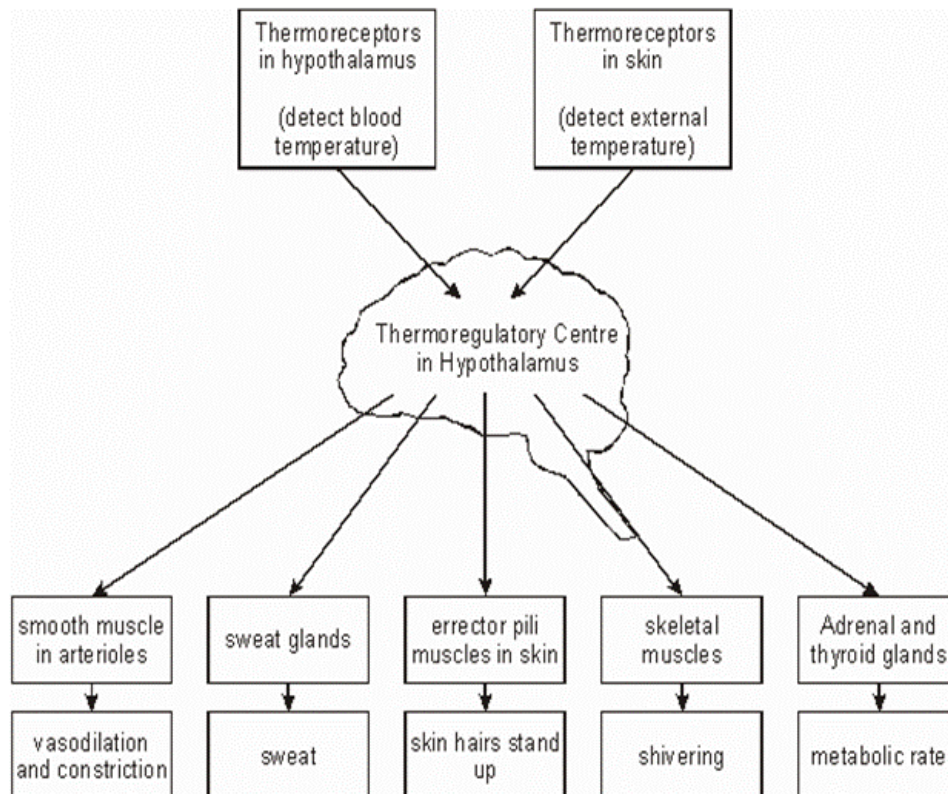 Thermoreceptors
in hypothalamus
(detect blood
temperature)
Thermoreceptors
in skin
(detect external
temperature)
Thermoregulatory Centre
in Hypothalamus
smooth muscle
in arterioles
sweat glands
errector pili
muscles in skin
skeletal
muscles
Adrenal and
thyroid glands
vasodilation
and constriction
sweat
skin hairs stand
up
shivering
metabolic rate